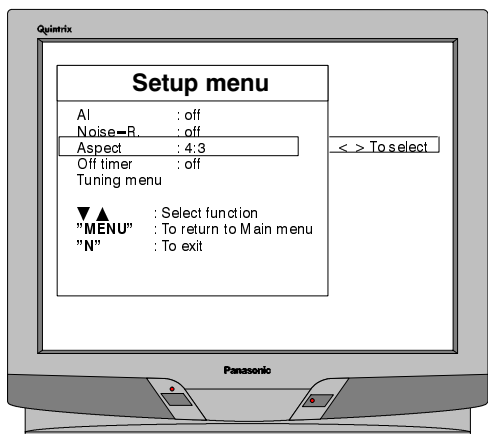 Quintrix
Setup menu
AI : off
Noise-R. : off
Aspect : 4:3
< > To select
Off timer : off
Tuning menu
▼ ▲ : Select function
"MENU" : To return to Main menu
"N" : To exit
Panasonic